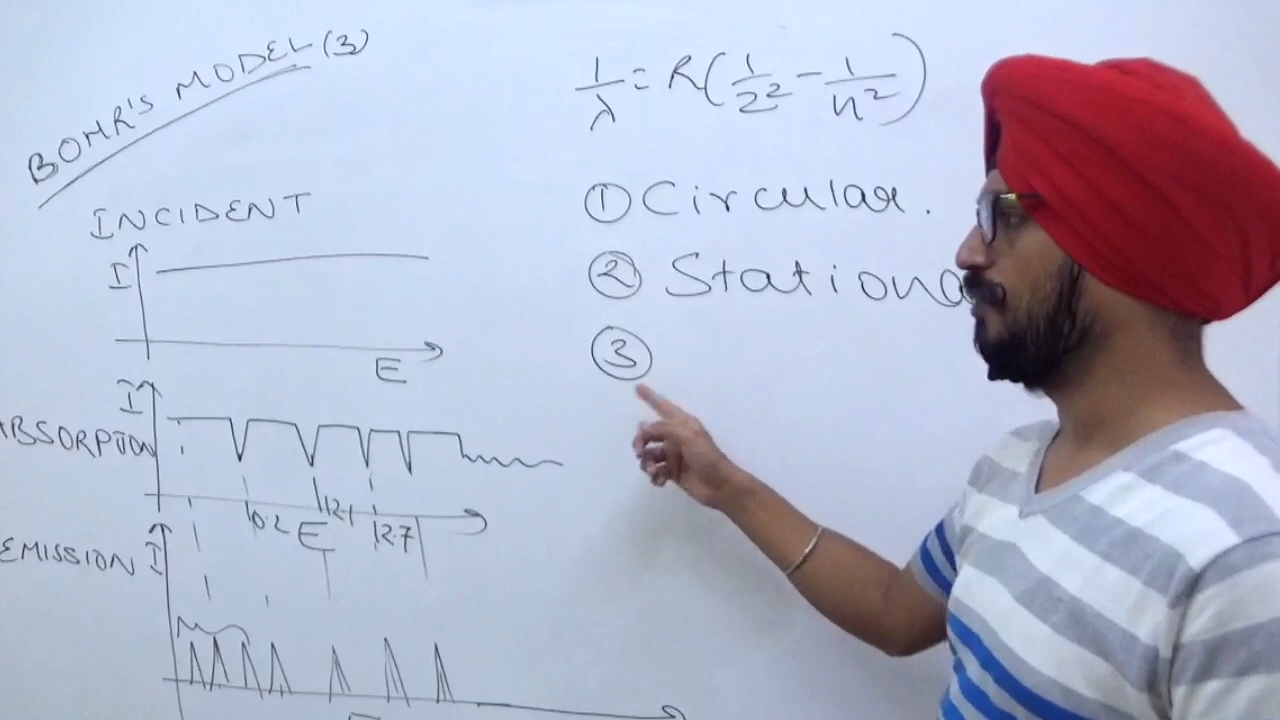 BOHR'S MODEL (3)
INCIDENT
I
E
I
ABSORPTION
10.2
12.1
12.7
E
EMISSION I
1/λ = R(1/2² - 1/n²)
① Circular.
② Stationa
③